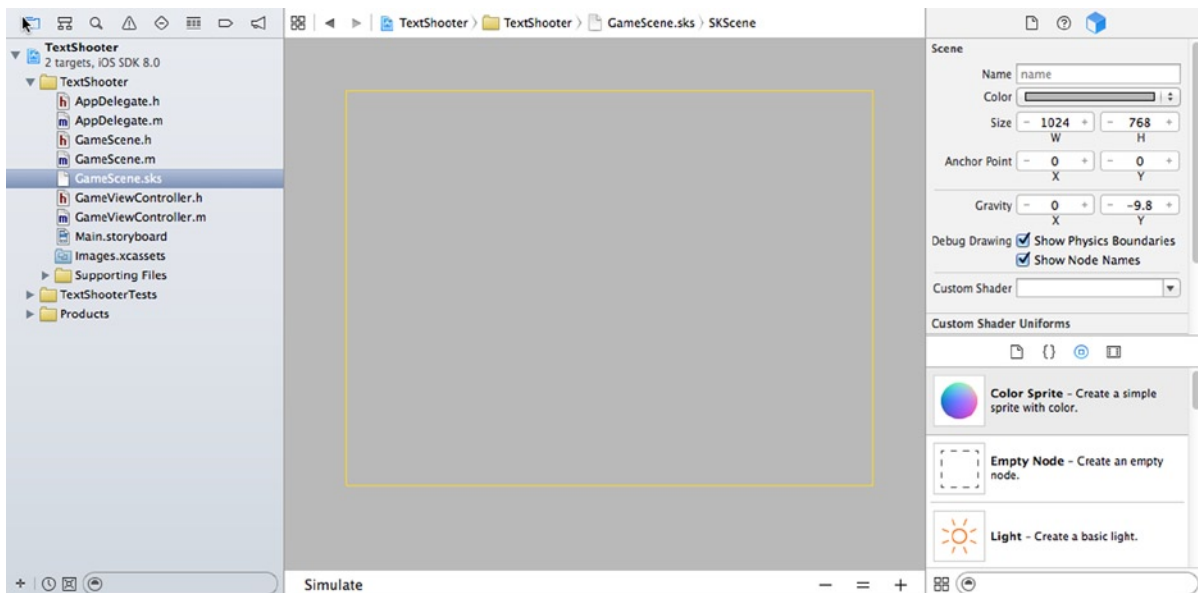 TextShooter > TextShooter > GameScene.sks > SKScene
TextShooter
2 targets, iOS SDK 8.0
TextShooter
h AppDelegate.h
m AppDelegate.m
h GameScene.h
m GameScene.m
GameScene.sks
h GameViewController.h
m GameViewController.m
Main.storyboard
Images.xcassets
Supporting Files
TextShooterTests
Products
Simulate
Scene
Name name
Color
Size - 1024 + - 768 +
W H
Anchor Point - 0 + - 0 +
X Y
Gravity - 0 + - -9.8 +
X Y
Debug Drawing Show Physics Boundaries
Show Node Names
Custom Shader
Custom Shader Uniforms
{}
Color Sprite - Create a simple
sprite with color.
Empty Node - Create an empty
node.
Light - Create a basic light.